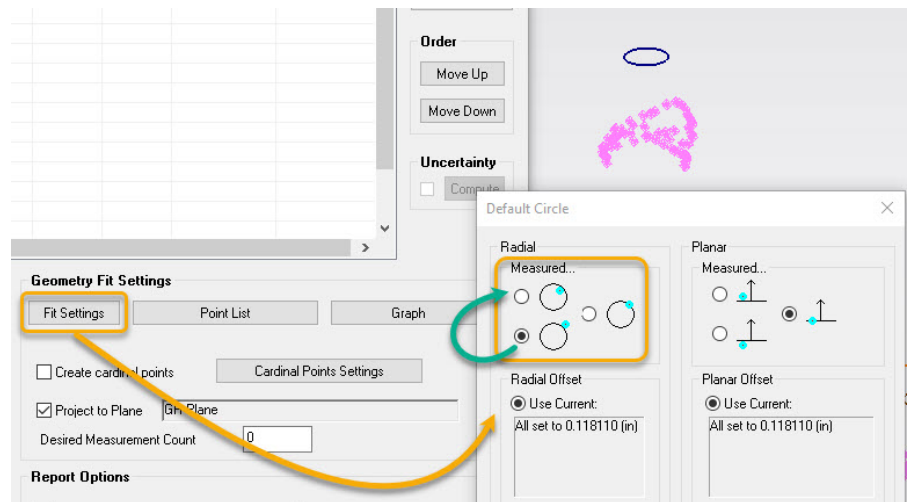 Order
Move Up
Move Down
Uncertainty
Compute
Default Circle
Radial
Measured...
Planar
Measured...
Geometry Fit Settings
Fit Settings
Point List
Graph
Create cardinal points
Cardinal Points Settings
Project to Plane
Plane
Desired Measurement Count
0
Radial Offset
Use Current:
All set to 0.118110 (in)
Planar Offset
Use Current:
All set to 0.118110 (in)
Report Options